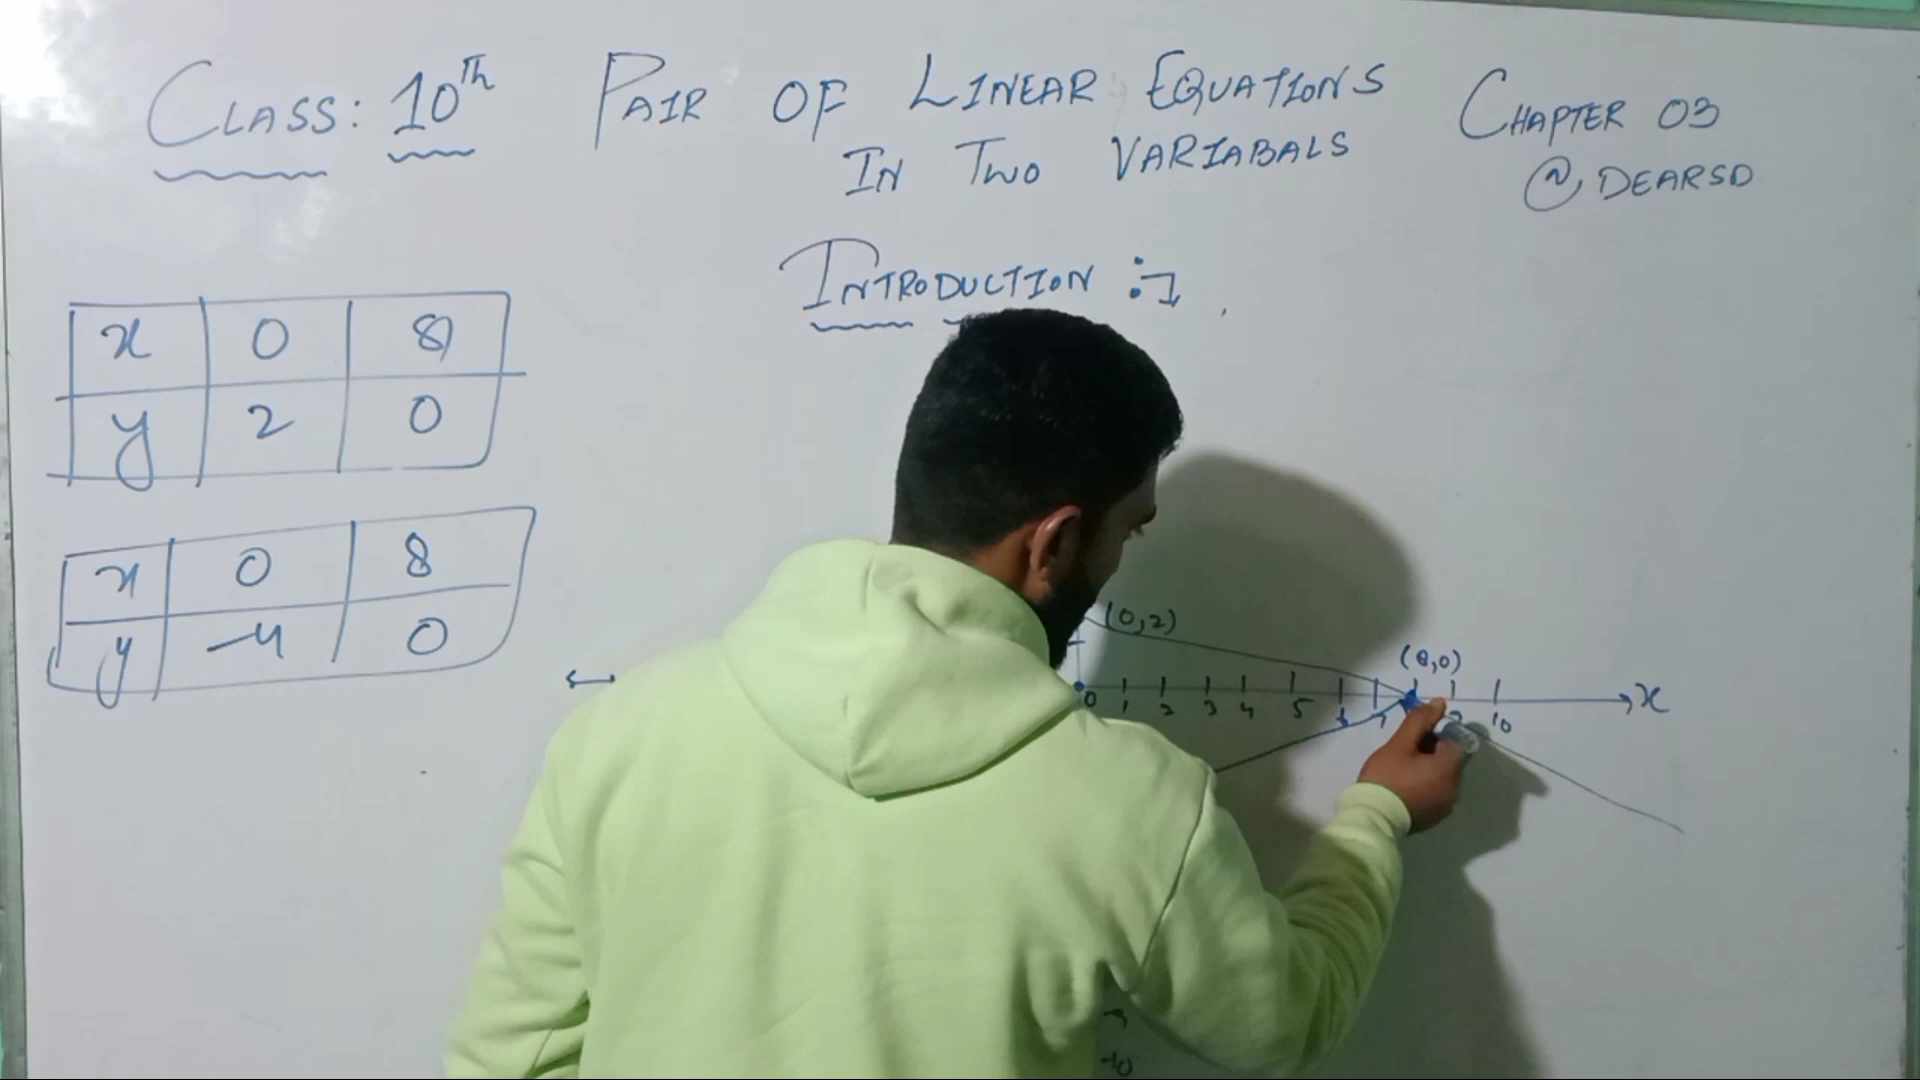 CLASS: 10th PAIR OF LINEAR EQUATIONS
IN TWO VARIABALS
CHAPTER 03
@DEARSD
INTRODUCTION :-
x 0 8
y 2 0
x 0 8
y -4 0
(0,2)
(8,0)
0 1 2 3 4 5 6 7 10 x